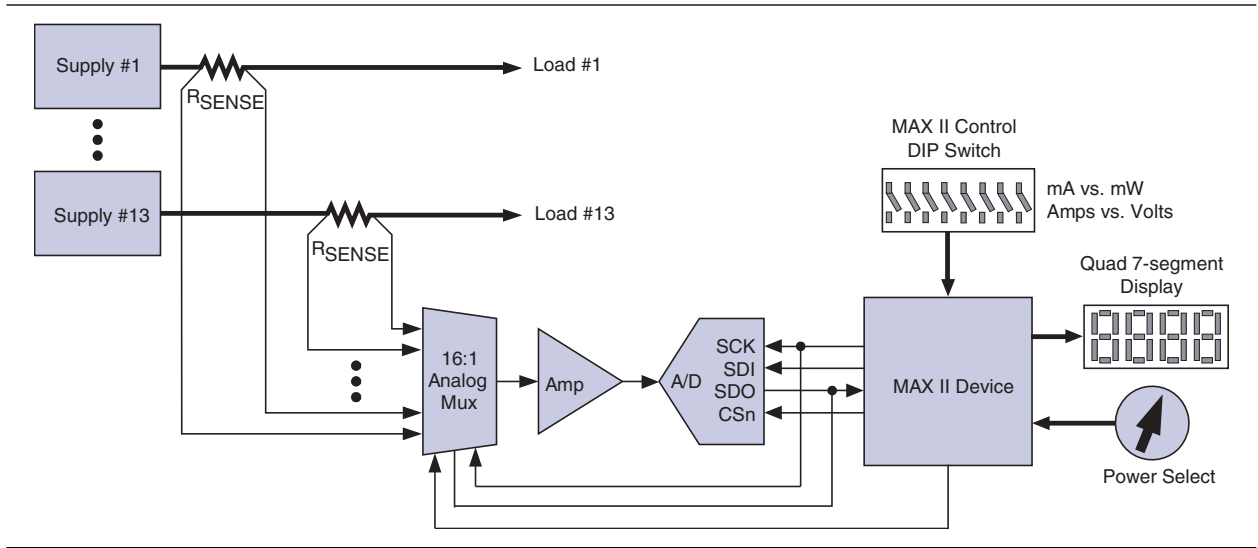 Supply #1
RSENSE
Load #1
Supply #13
RSENSE
Load #13
MAX II Control
DIP Switch
mA vs. mW
Amps vs. Volts
Quad 7-segment
Display
16:1
Analog
Mux
Amp
A/D
SCK
SDI
SDO
CSn
MAX II Device
Power Select